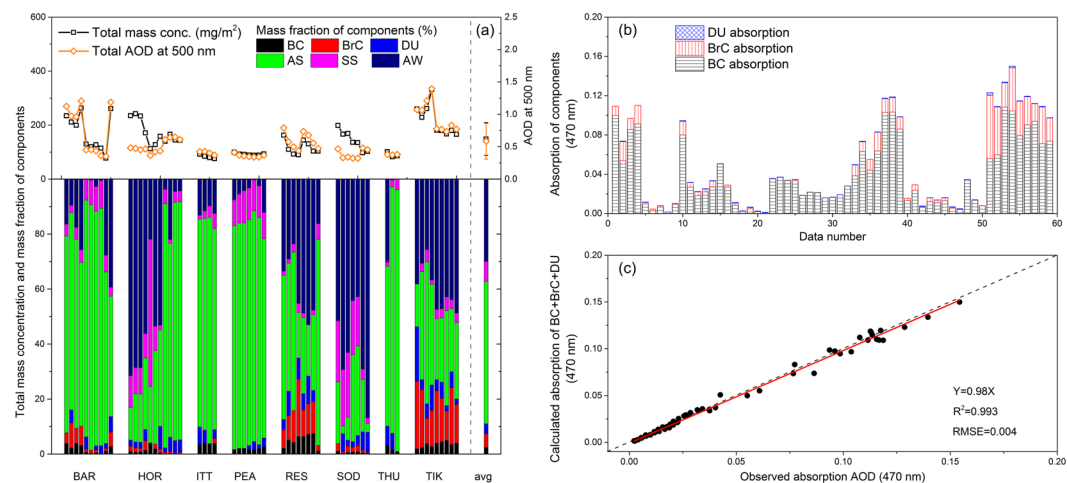 Total mass conc. (mg/m²)
Total AOD at 500 nm
Mass fraction of components (%)
BC BrC DU
AS SS AW
(a)
600
400
200
0
80
60
40
20
0
2.5
2.0
1.5
1.0
0.5
0.0
AOD at 500 nm
Total mass concentration and mass fraction of components
BAR HOR ITT PEA RES SOD THU TIK avg
(b)
DU absorption
BrC absorption
BC absorption
Absorption of components
(470 nm)
0.20
0.16
0.12
0.08
0.04
0.00
0 10 20 30 40 50 60
Data number
(c)
Calculated absorption of BC+BrC+DU
(470 nm)
0.20
0.15
0.10
0.05
0.00
Y=0.98X
R²=0.993
RMSE=0.004
0.00 0.05 0.10 0.15 0.20
Observed absorption AOD (470 nm)